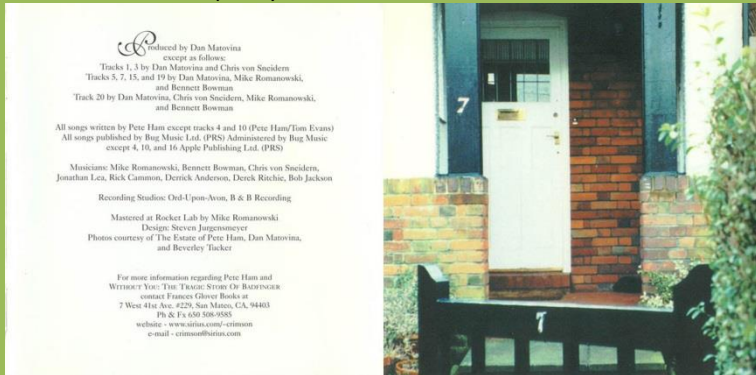 Produced by Dan Matovina
except as follows:
Tracks 1, 3 by Dan Matovina and Chris von Sneidern
Tracks 5, 7, 15, and 19 by Dan Matovina, Mike Romanowski,
and Bennett Bowman
Track 20 by Dan Matovina, Chris von Sneidern, Mike Romanowski,
and Bennett Bowman
All songs written by Pete Ham except tracks 4 and 10 (Pete Ham/Tom Evans)
All songs published by Bug Music Ltd. (PRS) Administered by Bug Music
except 4, 10, and 16 Apple Publishing Ltd. (PRS)
Musicians: Mike Romanowski, Bennett Bowman, Chris von Sneidern,
Jonathan Lea, Rick Cammon, Derrick Anderson, Derek Ritchie, Bob Jackson
Recording Studios: Ord-Upon-Avon, B & B Recording
Mastered at Rocket Lab by Mike Romanowski
Design: Steven Jurgensmeyer
Photos courtesy of The Estate of Pete Ham, Dan Matovina,
and Beverley Tucker
For more information regarding Pete Ham and
WITHOUT YOU: THE TRAGIC STORY OF BADFINGER
contact Frances Glover Books at
7 West 41st Ave. #229, San Mateo, CA, 94403
Ph & Fx 650 508-9585
website - www.sirius.com/~crimson
e-mail - crimson@sirius.com
7
7